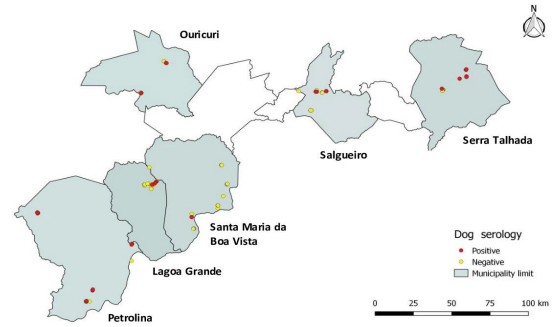 N
Ouricuri
Salgueiro
Serra Talhada
Santa Maria da
Boa Vista
Lagoa Grande
Petrolina
Dog serology
Positive
Negative
Municipality limit
0 25 50 75 100 km